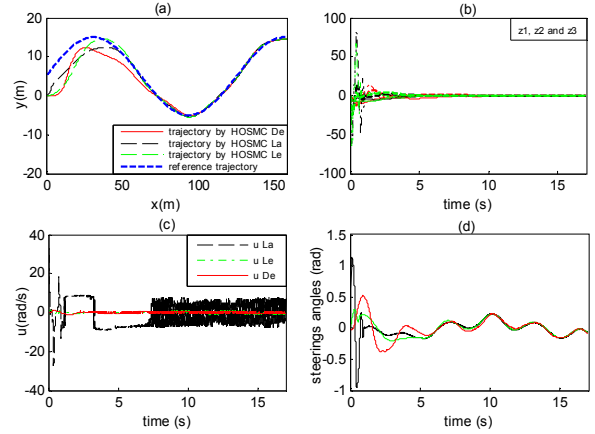 (a)
y(m)
20
15
10
5
0
-5
-10
-20
0
50
100
150
x(m)
trajectory by HOSMC De
trajectory by HOSMC La
trajectory by HOSMC Le
reference trajectory
(b)
z1, z2 and z3
100
50
0
-50
-100
0
5
10
15
time (s)
(c)
u(rad/s)
40
20
0
-20
-40
0
5
10
15
time (s)
u La
u Le
u De
(d)
steerings angles (rad)
1.5
1
0.5
0
-0.5
-1
0
5
10
15
time (s)